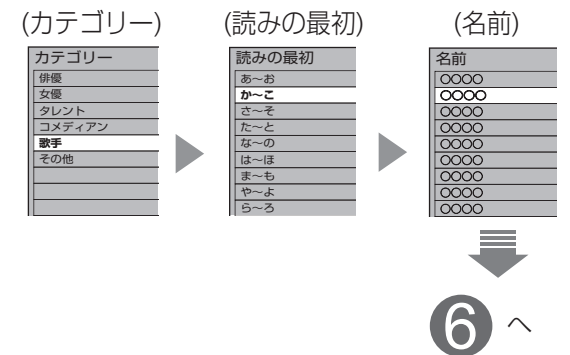 (カテゴリー)
カテゴリー
俳優
女優
タレント
コメディアン
歌手
その他
(読みの最初)
読みの最初
あ〜お
か〜こ
さ〜そ
た〜と
な〜の
は〜ほ
ま〜も
や〜よ
ら〜ろ
(名前)
名前
○○○○
○○○○
○○○○
○○○○
○○○○
○○○○
○○○○
○○○○
○○○○
6 へ